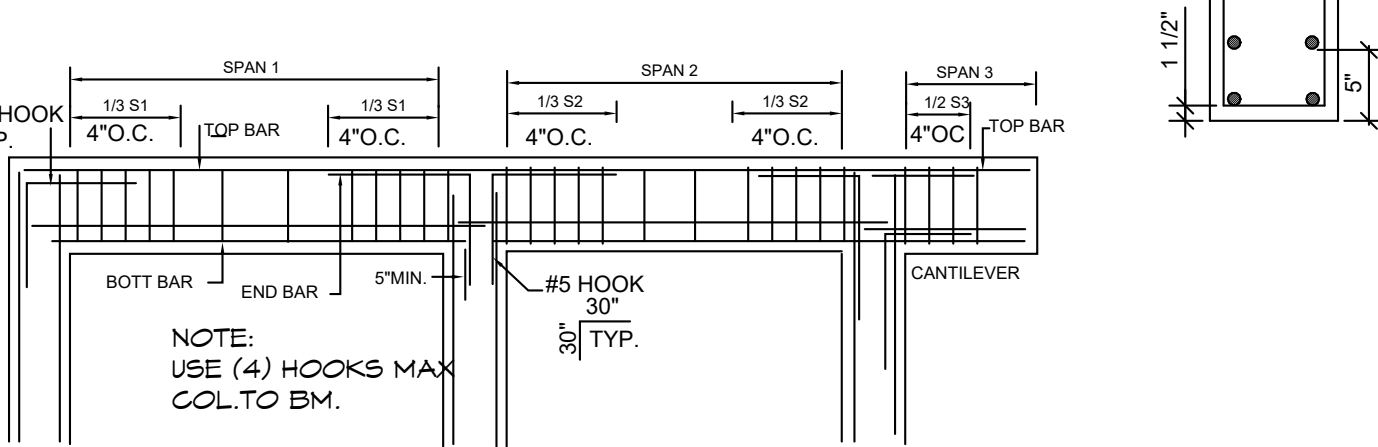 SPAN 1
SPAN 2
SPAN 3
1/3 S1
1/3 S1
1/3 S2
1/3 S2
1/2 S3
HOOK
P.
4"O.C.
TOP BAR
4"O.C.
4"O.C.
4"O.C.
4"OC
TOP BAR
1 1/2"
5"
BOTT BAR
END BAR
5"MIN.
#5 HOOK
30"
30"
TYP.
CANTILEVER
NOTE:
USE (4) HOOKS MAX
COL.TO BM.